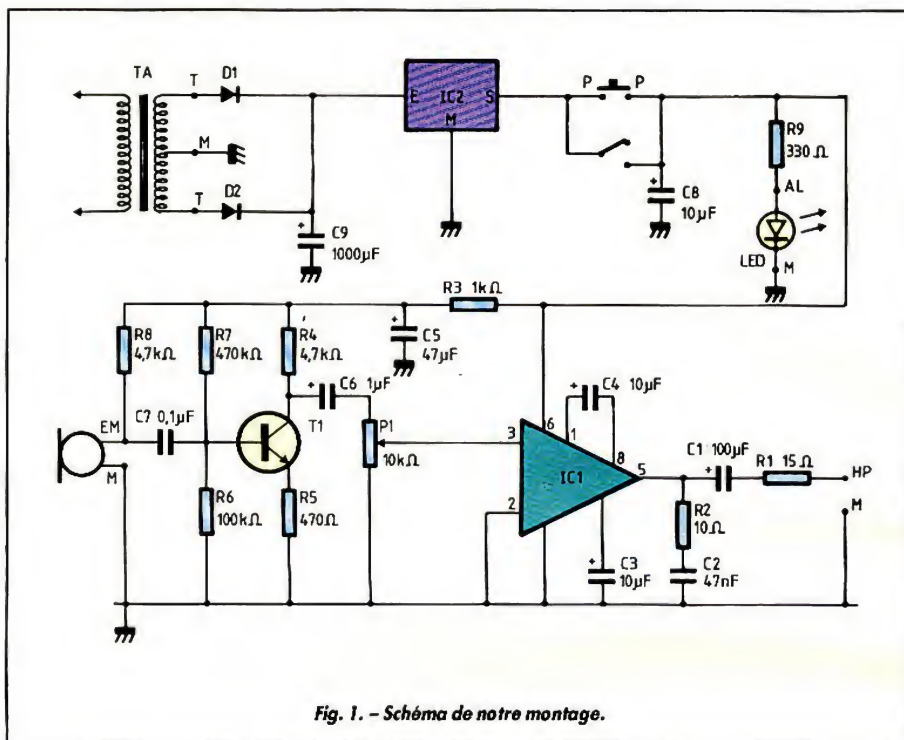 TA
T
D1
M
T
D2
C9
1000µF
E
IC2
S
M
P
P
C8
10µF
R9
330 Ω
AL
LED
M
R3 1kΩ
R8
4,7kΩ
R7
470kΩ
R4
4,7kΩ
C5
47µF
C6 1µF
C4 10µF
C7 0,1µF
EM
M
T1
P1
10kΩ
R6
100kΩ
R5
470Ω
3
2
6
1
8
5
IC1
C3
10µF
C1 100µF
R1 15Ω
HP
M
R2
10Ω
C2
47nF
Fig. 1. – Schéma de notre montage.